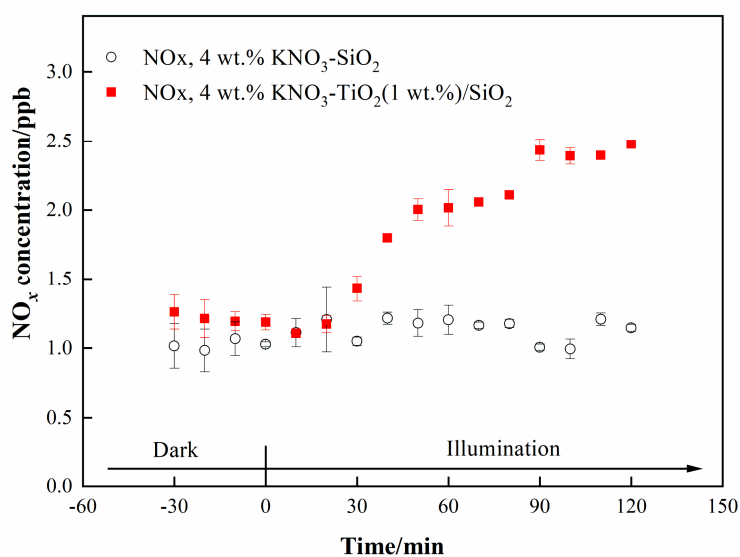 NOx, 4 wt.% KNO₃-SiO₂
NOx, 4 wt.% KNO₃-TiO₂(1 wt.%)/SiO₂
NOₓ concentration/ppb
3.0
2.5
2.0
1.5
1.0
0.5
0.0
Dark
Illumination
-60 -30 0 30 60 90 120 150
Time/min